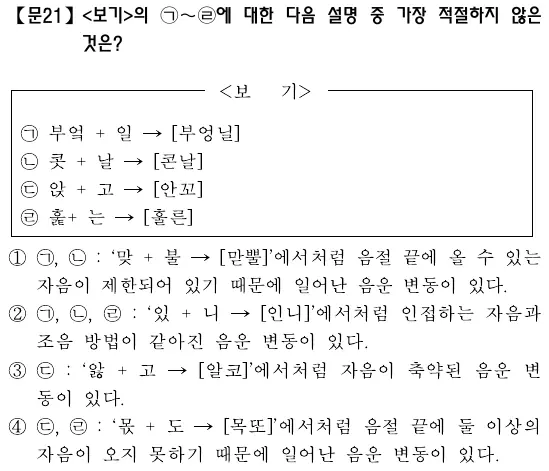 【문21】<보기>의 ㉠～㉣에 대한 다음 설명 중 가장 적절하지 않은
것은?
<보 기>
㉠ 부엌 + 일 → [부엉닐]
㉡ 콧 + 날 → [콘날]
㉢ 앉 + 고 → [안꼬]
㉣ 훑+ 는 → [훌른]
① ㉠, ㉡ : ‘맞 + 불 → [맏뿔]’에서처럼 음절 끝에 올 수 있는
자음이 제한되어 있기 때문에 일어난 음운 변동이 있다.
② ㉠, ㉡, ㉣ : ‘있 + 니 → [인니]’에서처럼 인접하는 자음과
조음 방법이 같아진 음운 변동이 있다.
③ ㉢ : ‘앓 + 고 → [알코]’에서처럼 자음이 축약된 음운 변
동이 있다.
④ ㉢, ㉣ : ‘몫 + 도 → [목또]’에서처럼 음절 끝에 둘 이상의
자음이 오지 못하기 때문에 일어난 음운 변동이 있다.